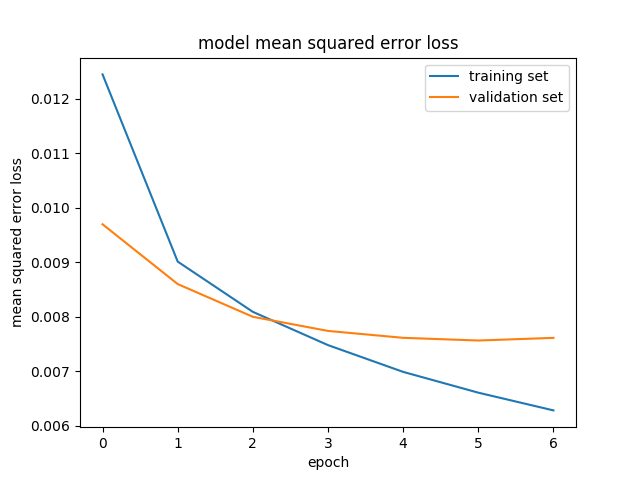 model mean squared error loss
training set
validation set
0.012
0.011
0.010
0.009
0.008
0.007
0.006
mean squared error loss
0 1 2 3 4 5 6
epoch